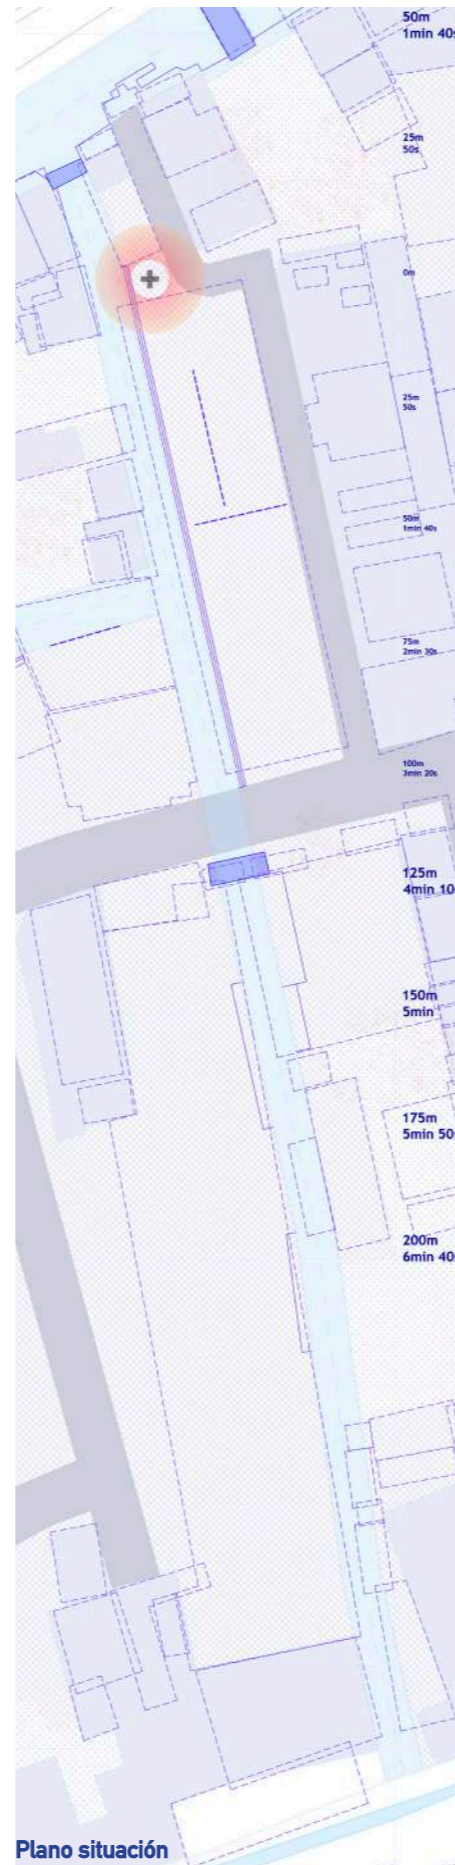 50m
1min 40s
25m
50s
0m
25m
50s
50m
1min 40s
75m
2min 30s
100m
3min 20s
125m
4min 10
150m
5min
175m
5min 50s
200m
6min 40s
Plano situación